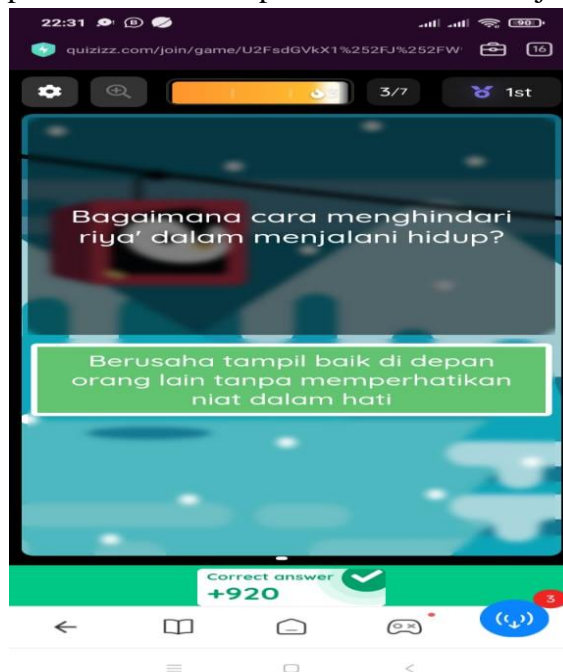 22:31
90
quizizz.com/join/game/U2FsdGVkX1%252FJ%252FW
16
3/7
1st
Bagaimana cara menghindari
riya' dalam menjalani hidup?
Berusaha tampil baik di depan
orang lain tanpa memperhatikan
niat dalam hati
Correct answer
+920
3